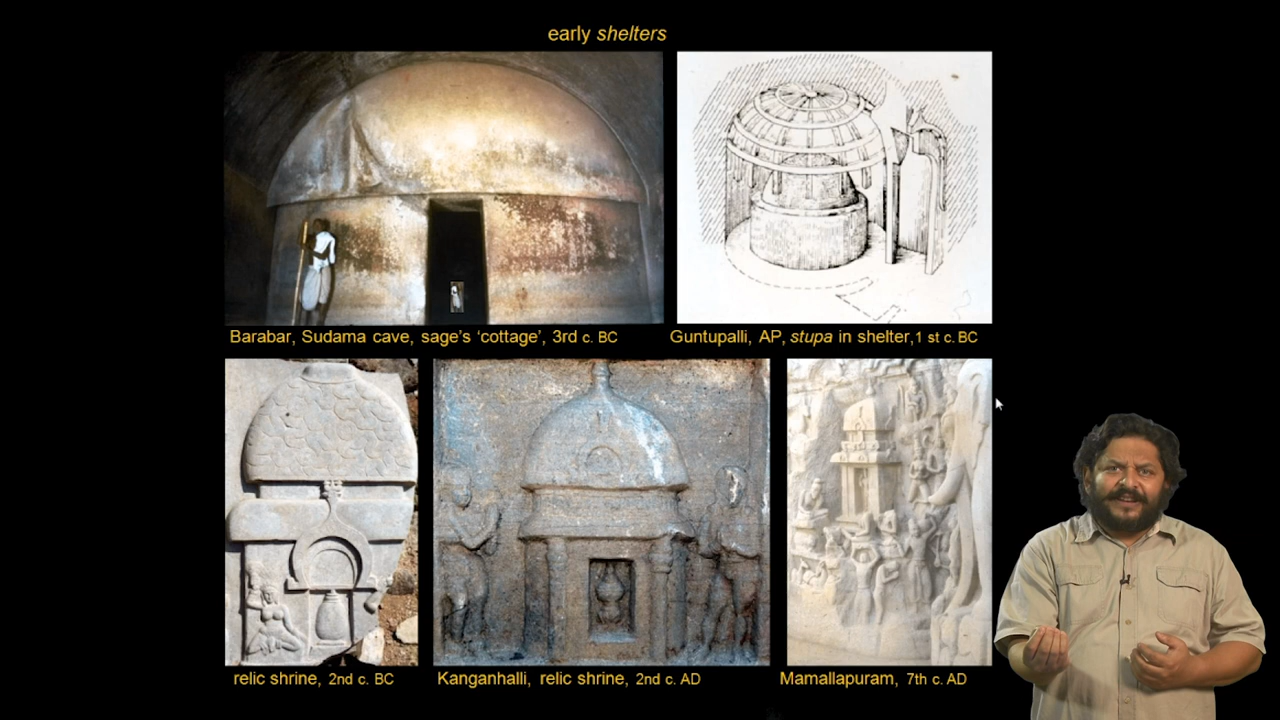 early shelters
Barabar, Sudama cave, sage's 'cottage', 3rd c. BC
Guntupalli, AP, stupa in shelter,1 st c. BC
relic shrine, 2nd c. BC
Kanganhalli, relic shrine, 2nd c. AD
Mamallapuram, 7th c. AD